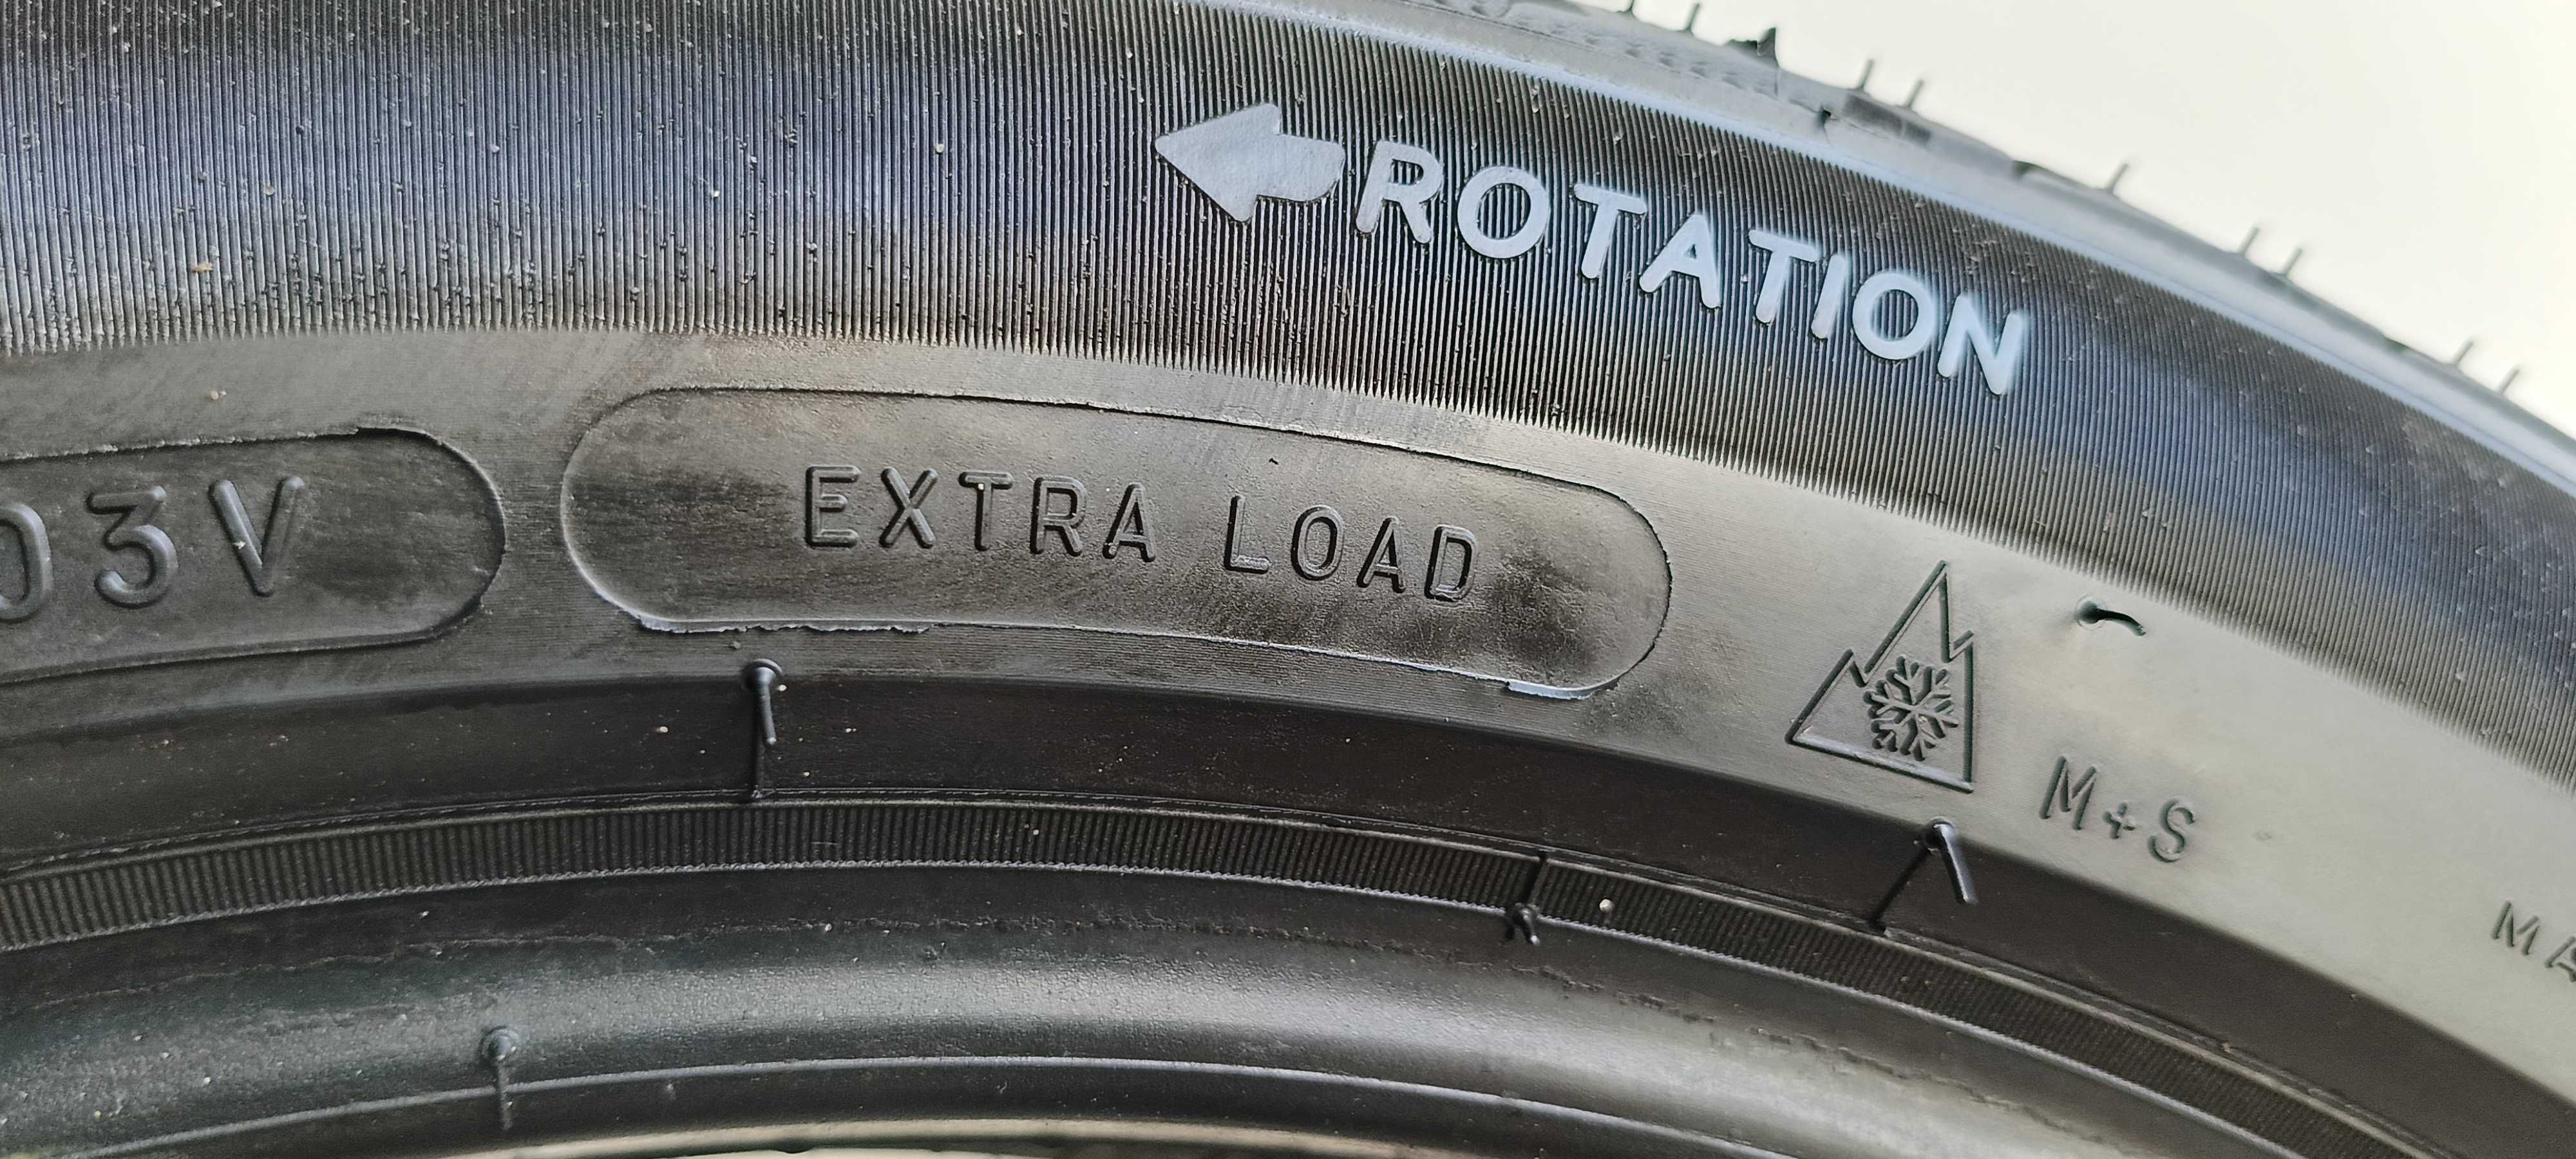 ROTATION
03V
EXTRA LOAD
M+S